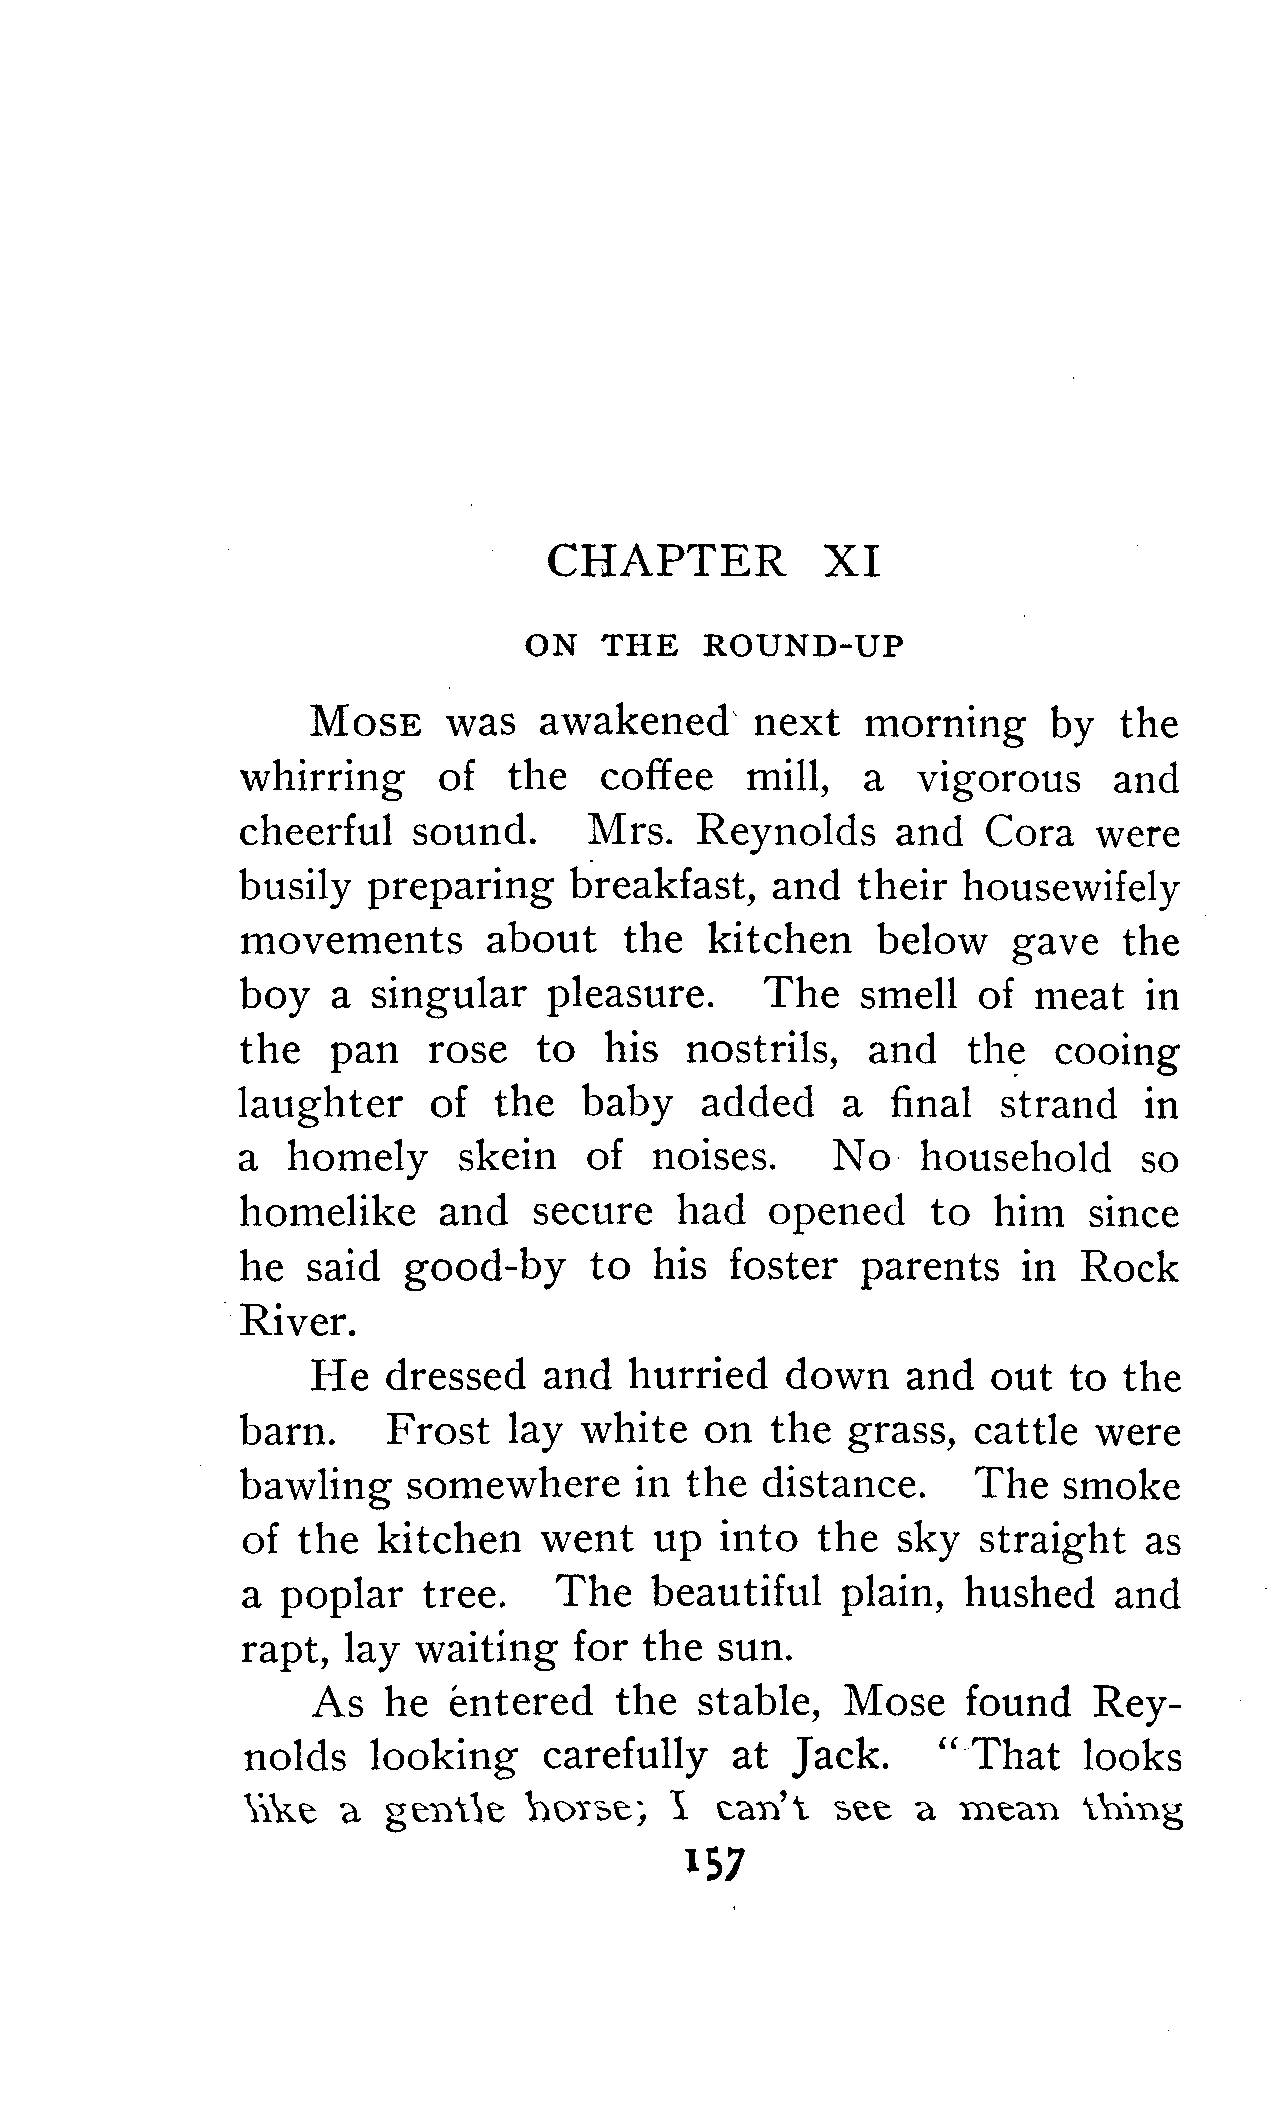 CHAPTER XI
ON THE ROUND-UP
MOSE was awakened next morning by the
whirring of the coffee mill, a vigorous and
cheerful sound. Mrs. Reynolds and Cora were
busily preparing breakfast, and their housewifely
movements about the kitchen below gave the
boy a singular pleasure. The smell of meat in
the pan rose to his nostrils, and the cooing
laughter of the baby added a final strand in
a homely skein of noises. No household so
homelike and secure had opened to him since
he said good-by to his foster parents in Rock
River.
He dressed and hurried down and out to the
barn. Frost lay white on the grass, cattle were
bawling somewhere in the distance. The smoke
of the kitchen went up into the sky straight as
a poplar tree. The beautiful plain, hushed and
rapt, lay waiting for the sun.
As he entered the stable, Mose found Rey-
nolds looking carefully at Jack. "That looks
like a gentle horse; I can't see a mean thing
157